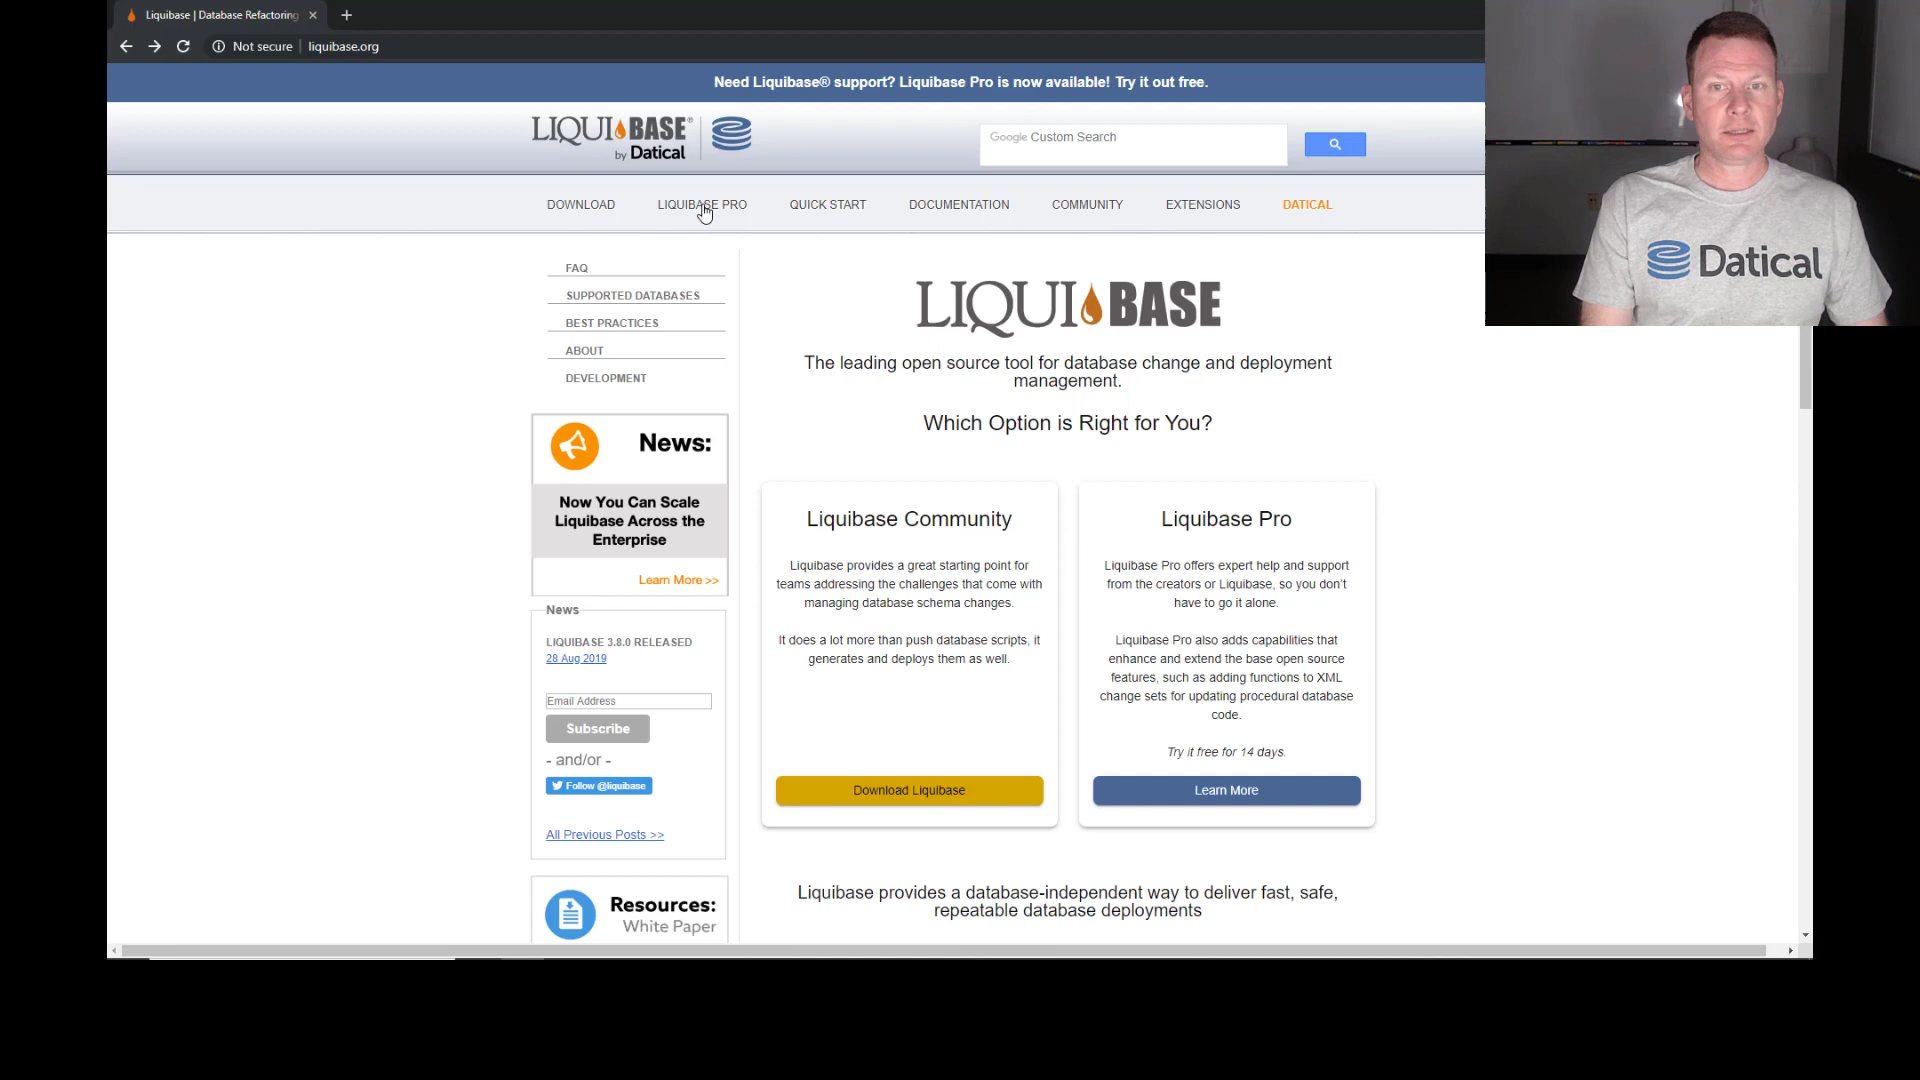 Liquibase | Database Refactoring
Not secure | liquibase.org
Need Liquibase® support? Liquibase Pro is now available! Try it out free.
LIQUIBASE®
by Datical
Google Custom Search
DOWNLOAD LIQUIBASE PRO QUICK START DOCUMENTATION COMMUNITY EXTENSIONS DATICAL
Datical
FAQ
SUPPORTED DATABASES
BEST PRACTICES
ABOUT
DEVELOPMENT
News:
Now You Can Scale
Liquibase Across the
Enterprise
Learn More >>
News
LIQUIBASE 3.8.0 RELEASED
28 Aug 2019
Email Address
Subscribe
- and/or -
Follow @liquibase
All Previous Posts >>
Resources:
White Paper
LIQUIBASE
The leading open source tool for database change and deployment
management.
Which Option is Right for You?
Liquibase Community
Liquibase provides a great starting point for
teams addressing the challenges that come with
managing database schema changes.
It does a lot more than push database scripts, it
generates and deploys them as well.
Download Liquibase
Liquibase Pro
Liquibase Pro offers expert help and support
from the creators or Liquibase, so you don't
have to go it alone.
Liquibase Pro also adds capabilities that
enhance and extend the base open source
features, such as adding functions to XML
change sets for updating procedural database
code.
Try it free for 14 days.
Learn More
Liquibase provides a database-independent way to deliver fast, safe,
repeatable database deployments